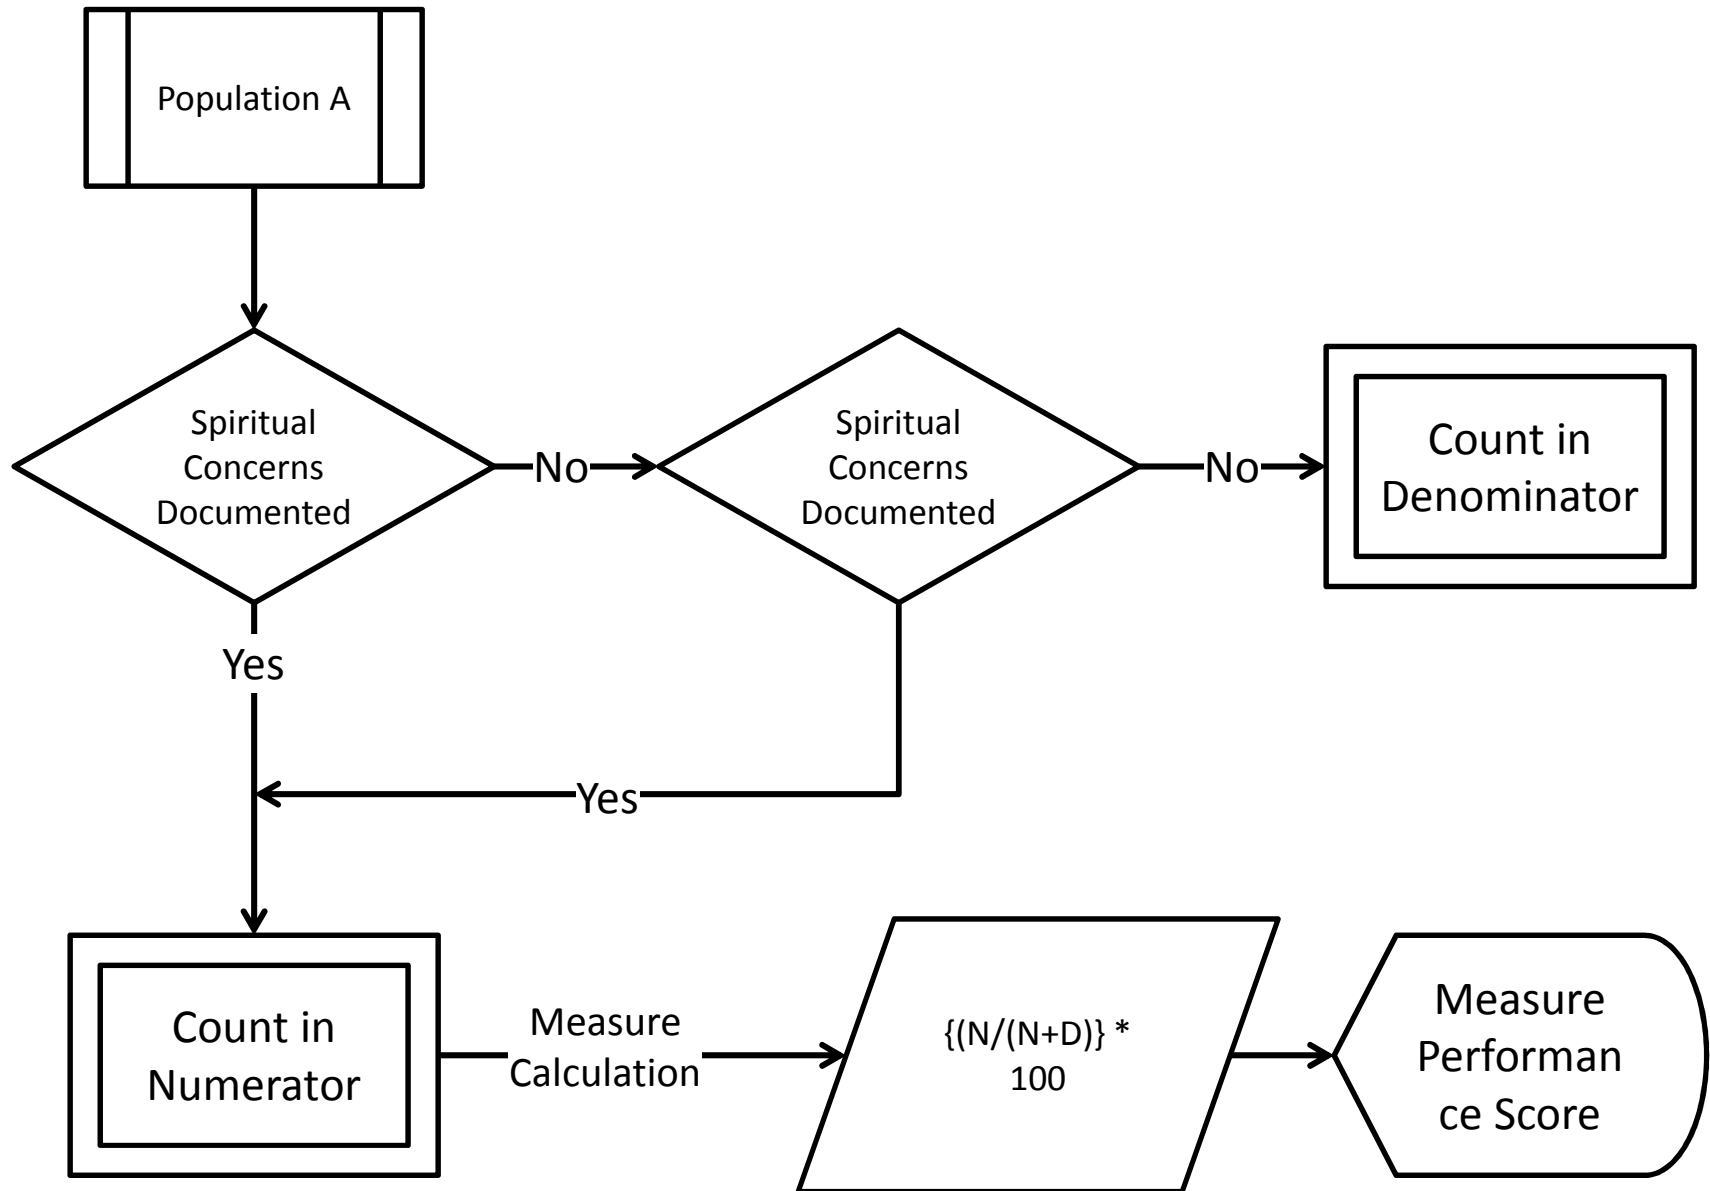 Population A
Spiritual
Concerns
Documented
No
Spiritual
Concerns
Documented
No
Count in
Denominator
Yes
Yes
Count in
Numerator
Measure
Calculation
{(N/(N+D)} *
100
Measure
Performan
ce Score